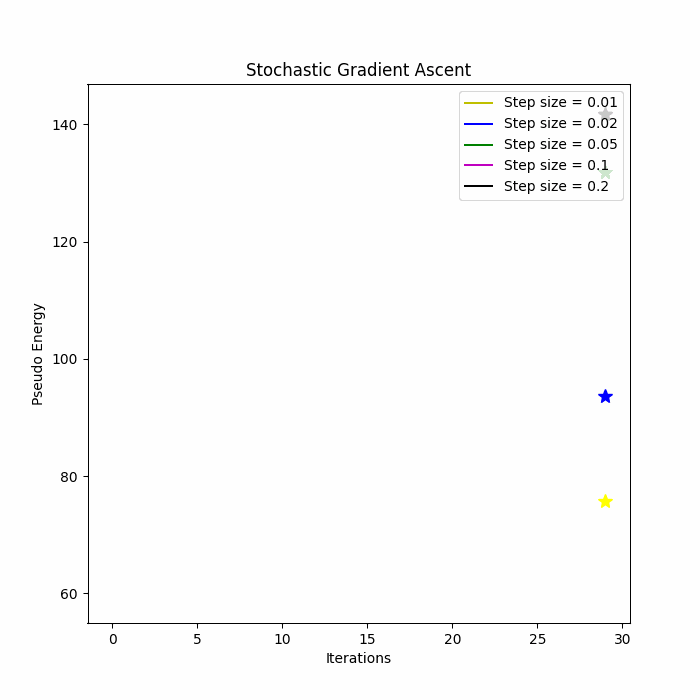 Stochastic Gradient Ascent
Step size = 0.01
Step size = 0.02
Step size = 0.05
Step size = 0.1
Step size = 0.2
140
120
100
80
60
Pseudo Energy
0 5 10 15 20 25 30
Iterations